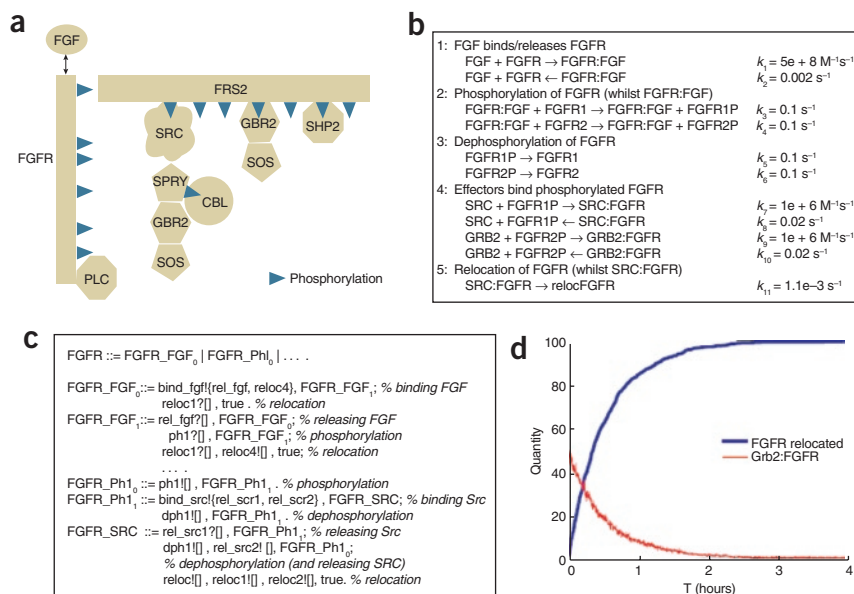 a
FGF
FRS2
SRC
GBR2
SHP2
FGFR
SOS
SPRY
CBL
GBR2
SOS
PLC
Phosphorylation
b
1: FGF binds/releases FGFR
FGF + FGFR → FGFR:FGF k₁ = 5e + 8 M⁻¹s⁻¹
FGF + FGFR ← FGFR:FGF k₂ = 0.002 s⁻¹
2: Phosphorylation of FGFR (whilst FGFR:FGF)
FGFR:FGF + FGFR1 → FGFR:FGF + FGFR1P k₃ = 0.1 s⁻¹
FGFR:FGF + FGFR2 → FGFR:FGF + FGFR2P k₄ = 0.1 s⁻¹
3: Dephosphorylation of FGFR
FGFR1P → FGFR1 k₅ = 0.1 s⁻¹
FGFR2P → FGFR2 k₆ = 0.1 s⁻¹
4: Effectors bind phosphorylated FGFR
SRC + FGFR1P → SRC:FGFR k₇ = 1e + 6 M⁻¹s⁻¹
SRC + FGFR1P ← SRC:FGFR k₈ = 0.02 s⁻¹
GRB2 + FGFR2P → GRB2:FGFR k₉ = 1e + 6 M⁻¹s⁻¹
GRB2 + FGFR2P ← GRB2:FGFR k₁₀ = 0.02 s⁻¹
5: Relocation of FGFR (whilst SRC:FGFR)
SRC:FGFR → relocFGFR k₁₁ = 1.1e–3 s⁻¹
c
FGFR ::= FGFR_FGF₀ | FGFR_Phl₀ | . . . .
FGFR_FGF₀::= bind_fgf!{rel_fgf, reloc4}, FGFR_FGF₁; % binding FGF
reloc1?[] , true . % relocation
FGFR_FGF₁::= rel_fgf?[] , FGFR_FGF₀; % releasing FGF
ph1?[] , FGFR_FGF₁; % phosphorylation
reloc1?[] , reloc4![] , true; % relocation
. . . .
FGFR_Ph1₀ ::= ph1![] , FGFR_Ph1₁ . % phosphorylation
FGFR_Ph1₁ ::= bind_src!{rel_scr1, rel_scr2} , FGFR_SRC; % binding Src
dph1![] , FGFR_Ph1₁ . % dephosphorylation
FGFR_SRC ::= rel_src1?[] , FGFR_Ph1₁; % releasing Src
dph1![] , rel_src2! [], FGFR_Ph1₀;
% dephosphorylation (and releasing SRC)
reloc![] , reloc1![] , reloc2![], true. % relocation
d
100
80
60
40
20
0
Quantity
FGFR relocated
Grb2:FGFR
0 1 2 3 4
T (hours)